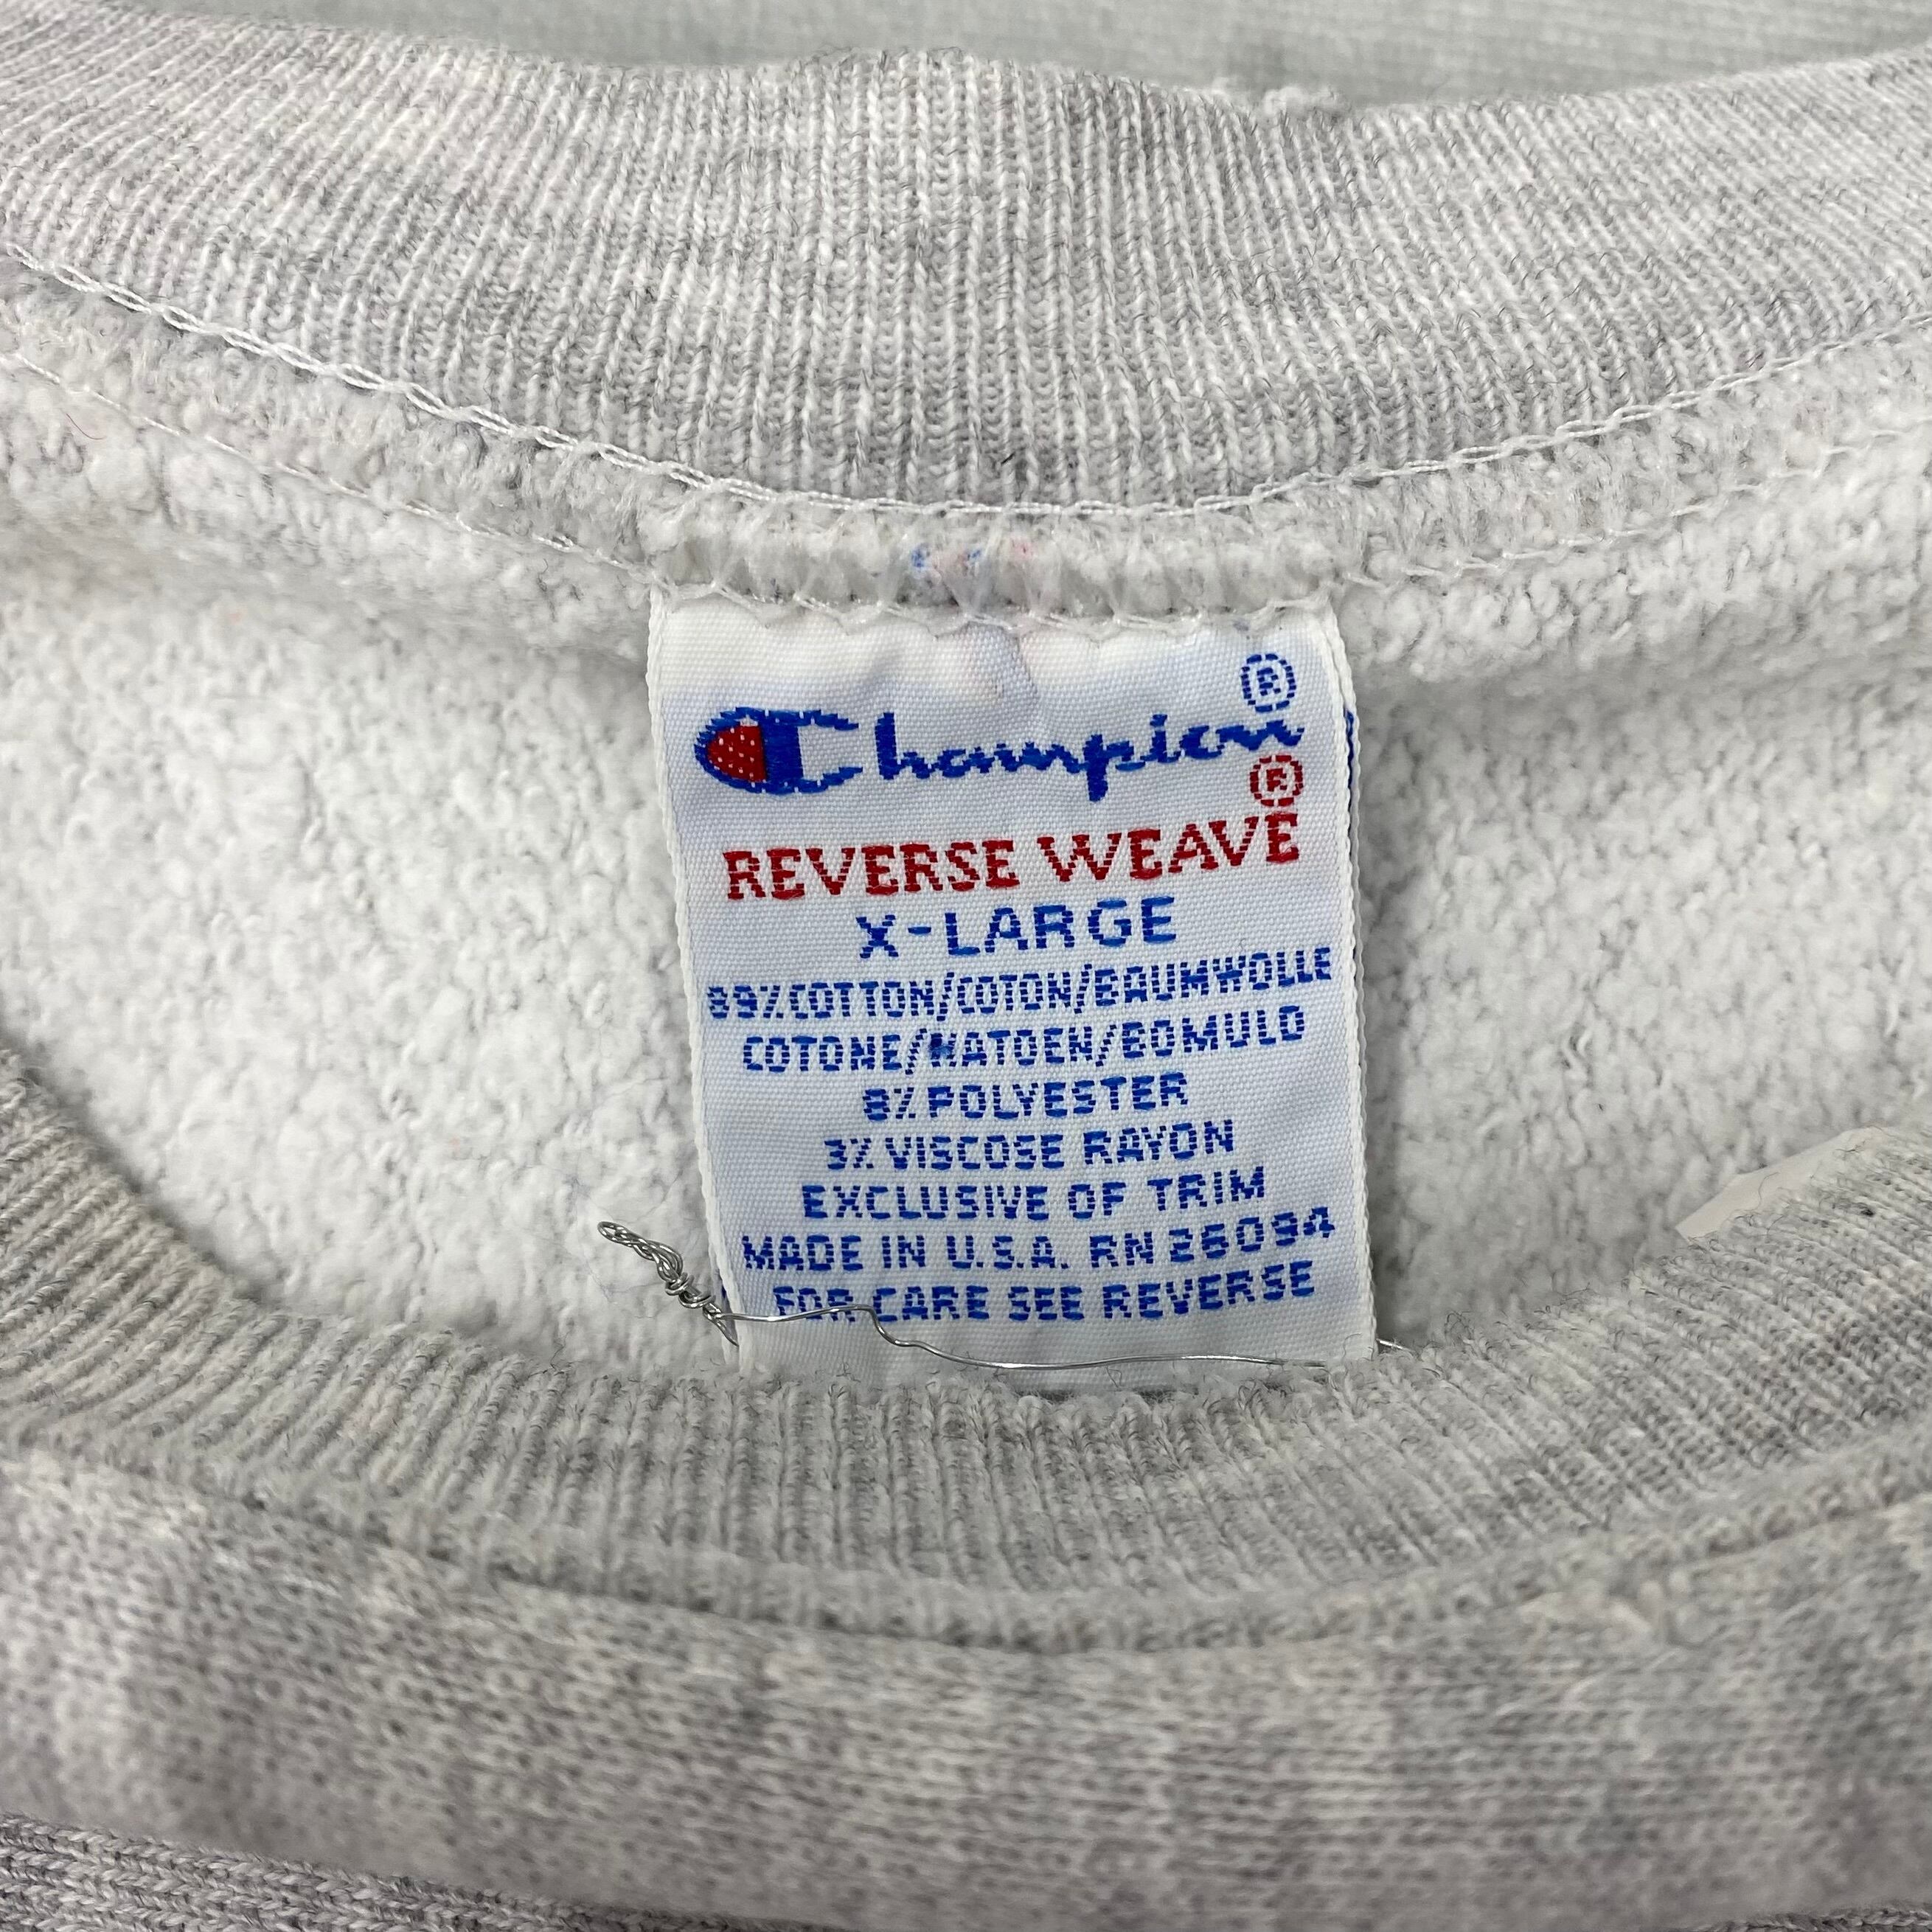 Champion®
REVERSE WEAVE®
X-LARGE
89% COTTON/COTON/BAUMWOLLE
COTONE/KATOEN/BOMULD
8% POLYESTER
3% VISCOSE RAYON
EXCLUSIVE OF TRIM
MADE IN U.S.A. RN 26094
FOR CARE SEE REVERSE